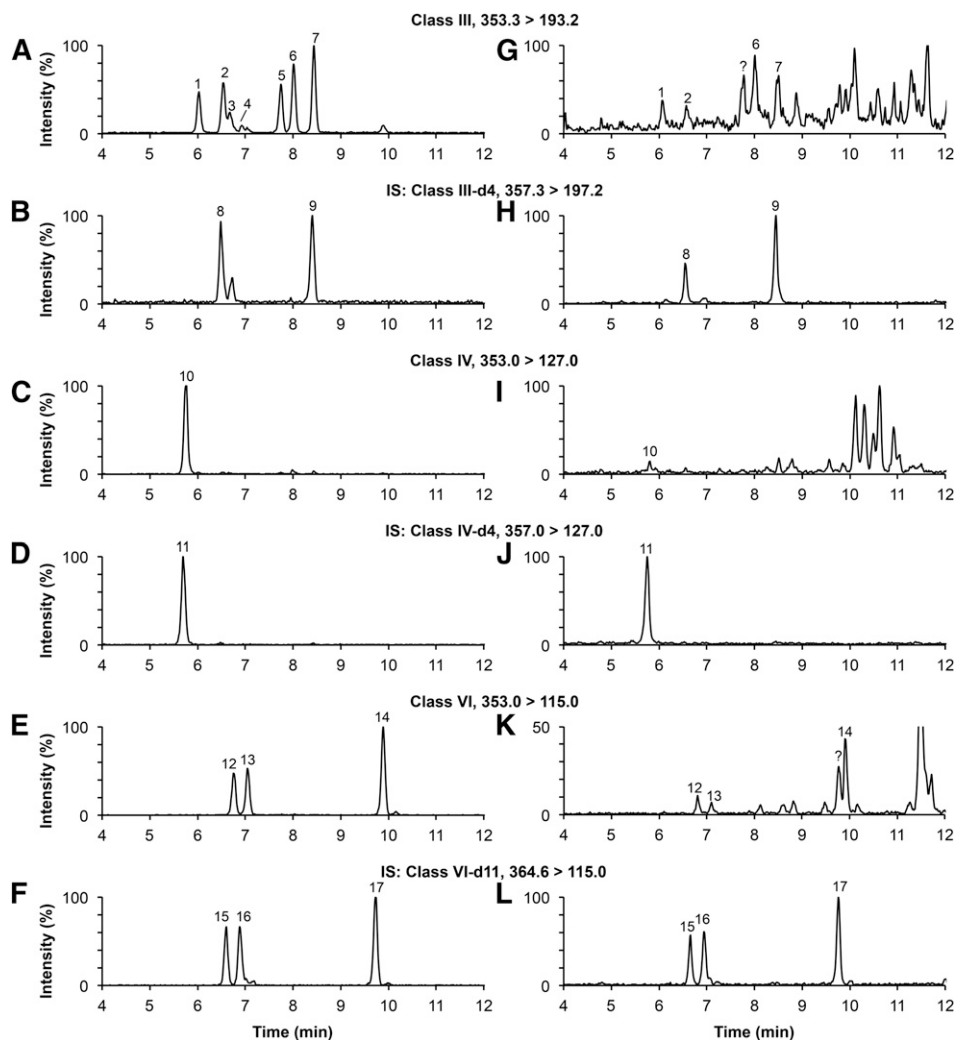 Class III, 353.3 > 193.2
A
Intensity (%)
100
0
1
2
3
4
5
6
7
4 5 6 7 8 9 10 11 12
G
100
0
1
2
?
6
7
4 5 6 7 8 9 10 11 12
IS: Class III-d4, 357.3 > 197.2
B
Intensity (%)
100
0
8
9
4 5 6 7 8 9 10 11 12
H
100
0
8
9
4 5 6 7 8 9 10 11 12
Class IV, 353.0 > 127.0
C
Intensity (%)
100
0
10
4 5 6 7 8 9 10 11 12
I
100
0
10
4 5 6 7 8 9 10 11 12
IS: Class IV-d4, 357.0 > 127.0
D
Intensity (%)
100
0
11
4 5 6 7 8 9 10 11 12
J
100
0
11
4 5 6 7 8 9 10 11 12
Class VI, 353.0 > 115.0
E
Intensity (%)
100
0
12
13
14
4 5 6 7 8 9 10 11 12
K
50
0
12
13
?
14
4 5 6 7 8 9 10 11 12
IS: Class VI-d11, 364.6 > 115.0
F
Intensity (%)
100
0
15
16
17
4 5 6 7 8 9 10 11 12
Time (min)
L
100
0
15
16
17
4 5 6 7 8 9 10 11 12
Time (min)